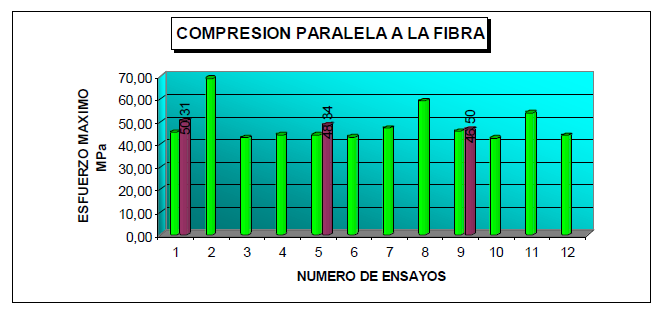 COMPRESION PARALELA A LA FIBRA
ESFUERZO MAXIMO
MPa
70,00
60,00
50,00
40,00
30,00
20,00
10,00
0,00
50,31
48,34
46,50
1 2 3 4 5 6 7 8 9 10 11 12
NUMERO DE ENSAYOS